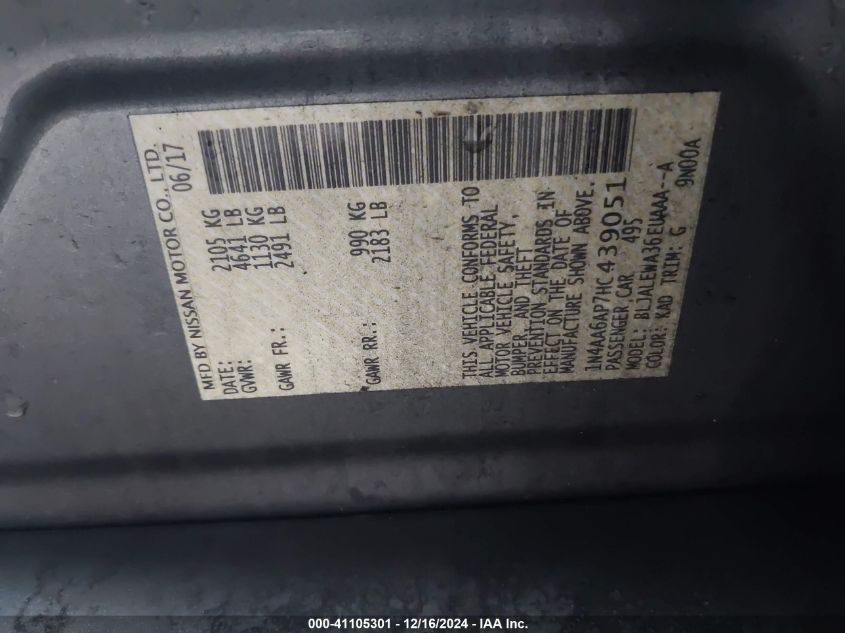 MFD BY NISSAN MOTOR CO., LTD.
DATE: 06/17
GVWR: 2105 KG
4641 LB
GAWR FR.: 1130 KG
2491 LB
GAWR RR.: 990 KG
2183 LB
THIS VEHICLE CONFORMS TO
ALL APPLICABLE FEDERAL
MOTOR VEHICLE SAFETY,
BUMPER, AND THEFT
PREVENTION STANDARDS IN
EFFECT ON THE DATE OF
MANUFACTURE SHOWN ABOVE.
1N4AA6AP7HC439051
PASSENGER CAR 495
MODEL: BLJALEWA36EUAAA--A
COLOR: KAD TRIM: G 9N00A
000-41105301 - 12/16/2024 - IAA Inc.